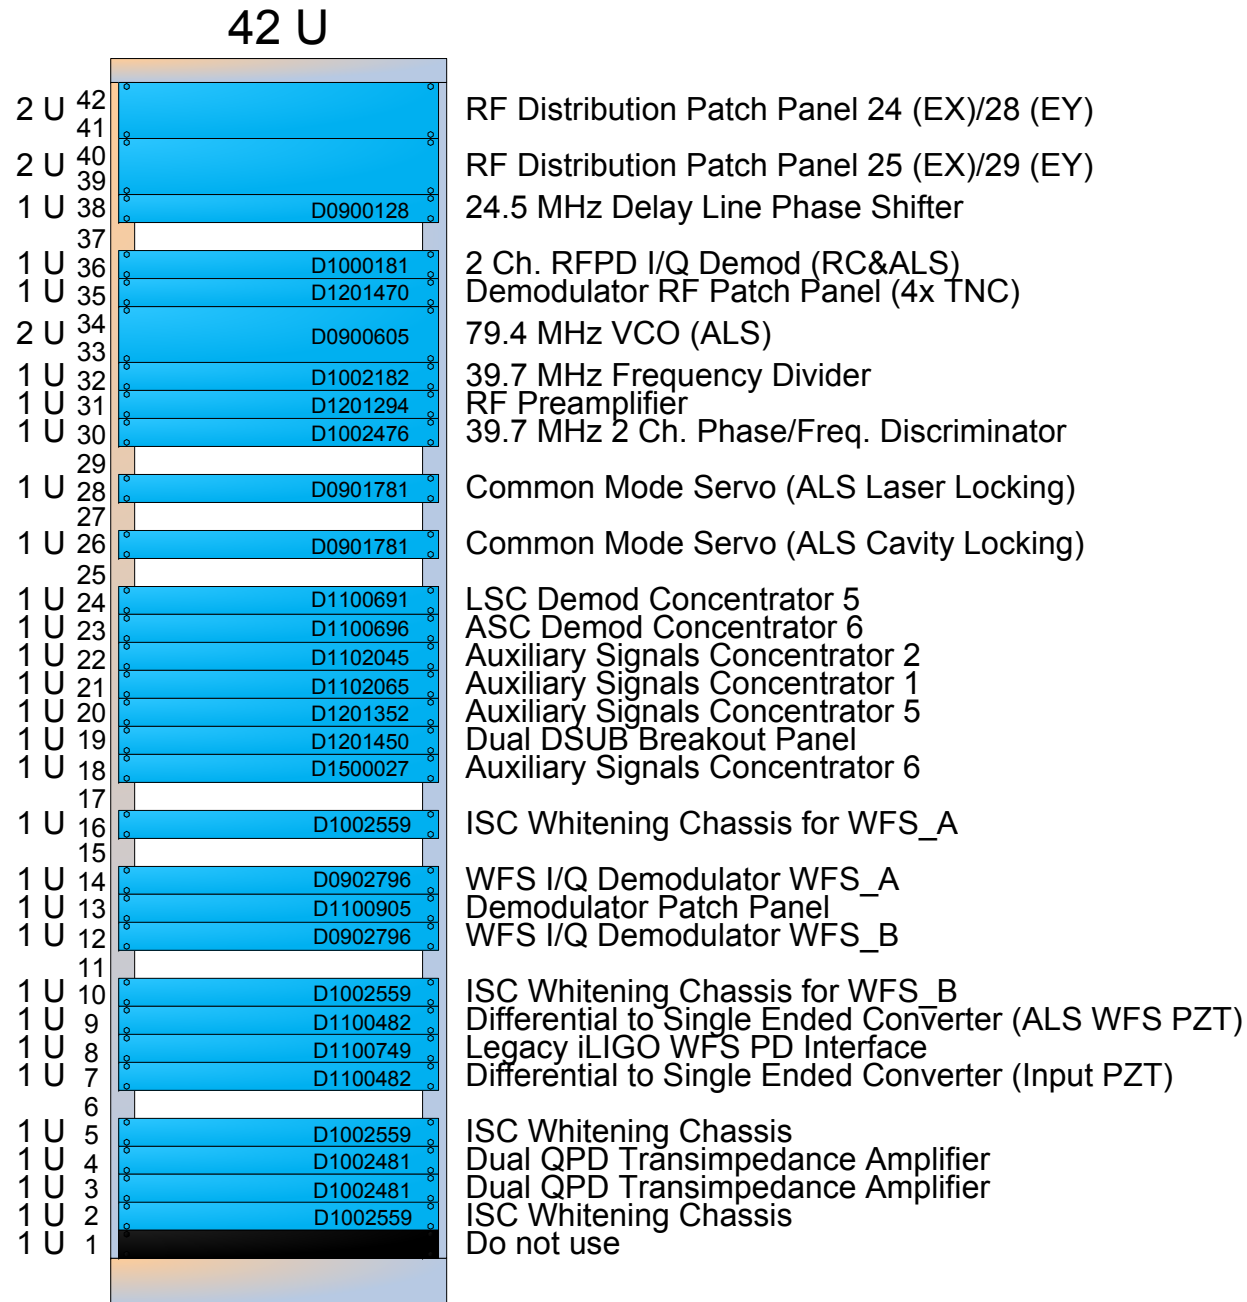 42 U
2 U 42 RF Distribution Patch Panel 24 (EX)/28 (EY)
41
2 U 40 RF Distribution Patch Panel 25 (EX)/29 (EY)
39
1 U 38 D0900128 24.5 MHz Delay Line Phase Shifter
37
1 U 36 D1000181 2 Ch. RFPD I/Q Demod (RC&ALS)
1 U 35 D1201470 Demodulator RF Patch Panel (4x TNC)
2 U 34 D0900605 79.4 MHz VCO (ALS)
33
1 U 32 D1002182 39.7 MHz Frequency Divider
1 U 31 D1201294 RF Preamplifier
1 U 30 D1002476 39.7 MHz 2 Ch. Phase/Freq. Discriminator
29
1 U 28 D0901781 Common Mode Servo (ALS Laser Locking)
27
1 U 26 D0901781 Common Mode Servo (ALS Cavity Locking)
25
1 U 24 D1100691 LSC Demod Concentrator 5
1 U 23 D1100696 ASC Demod Concentrator 6
1 U 22 D1102045 Auxiliary Signals Concentrator 2
1 U 21 D1102065 Auxiliary Signals Concentrator 1
1 U 20 D1201352 Auxiliary Signals Concentrator 5
1 U 19 D1201450 Dual DSUB Breakout Panel
1 U 18 D1500027 Auxiliary Signals Concentrator 6
17
1 U 16 D1002559 ISC Whitening Chassis for WFS_A
15
1 U 14 D0902796 WFS I/Q Demodulator WFS_A
1 U 13 D1100905 Demodulator Patch Panel
1 U 12 D0902796 WFS I/Q Demodulator WFS_B
11
1 U 10 D1002559 ISC Whitening Chassis for WFS_B
1 U 9 D1100482 Differential to Single Ended Converter (ALS WFS PZT)
1 U 8 D1100749 Legacy iLIGO WFS PD Interface
1 U 7 D1100482 Differential to Single Ended Converter (Input PZT)
6
1 U 5 D1002559 ISC Whitening Chassis
1 U 4 D1002481 Dual QPD Transimpedance Amplifier
1 U 3 D1002481 Dual QPD Transimpedance Amplifier
1 U 2 D1002559 ISC Whitening Chassis
1 U 1 Do not use